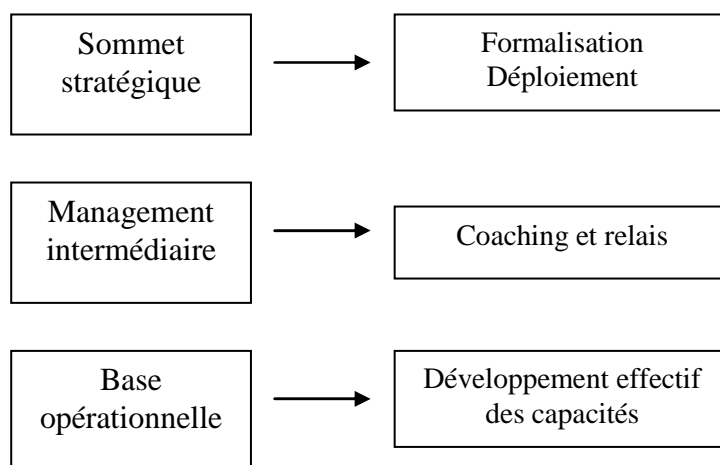 Sommet
stratégique
Formalisation
Déploiement
Management
intermédiaire
Coaching et relais
Base
opérationnelle
Développement effectif
des capacités